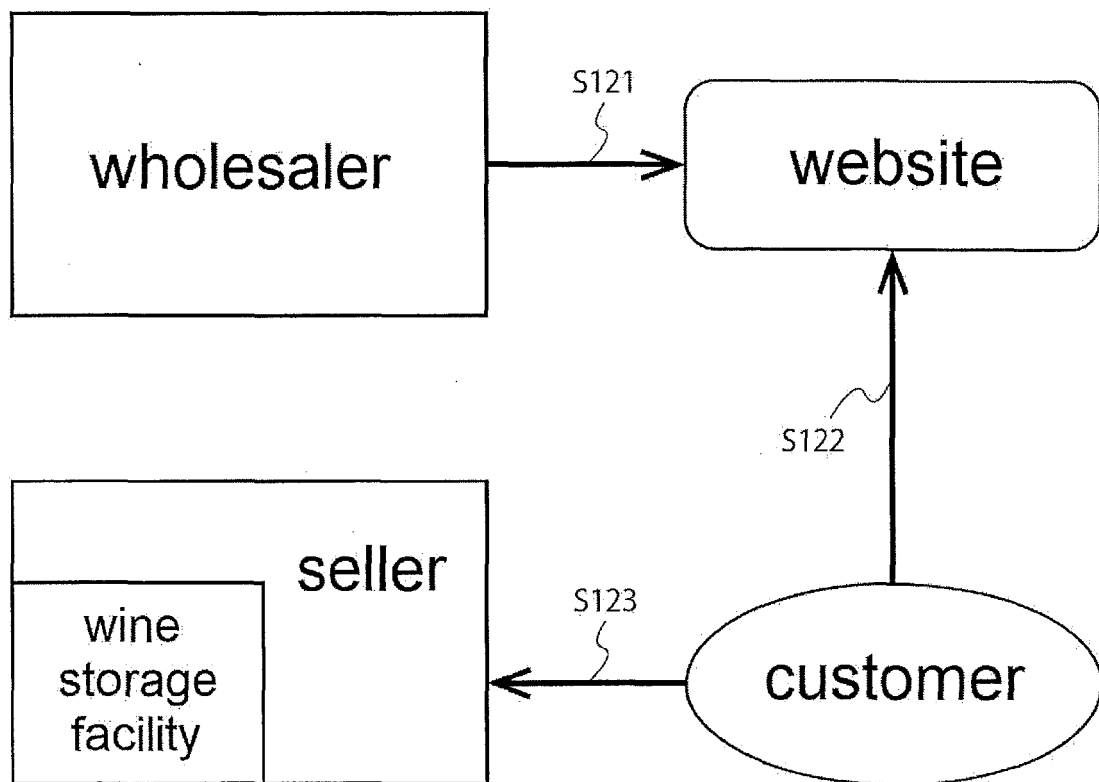 S121
wholesaler
website
S122
seller
S123
wine
storage
facility
customer